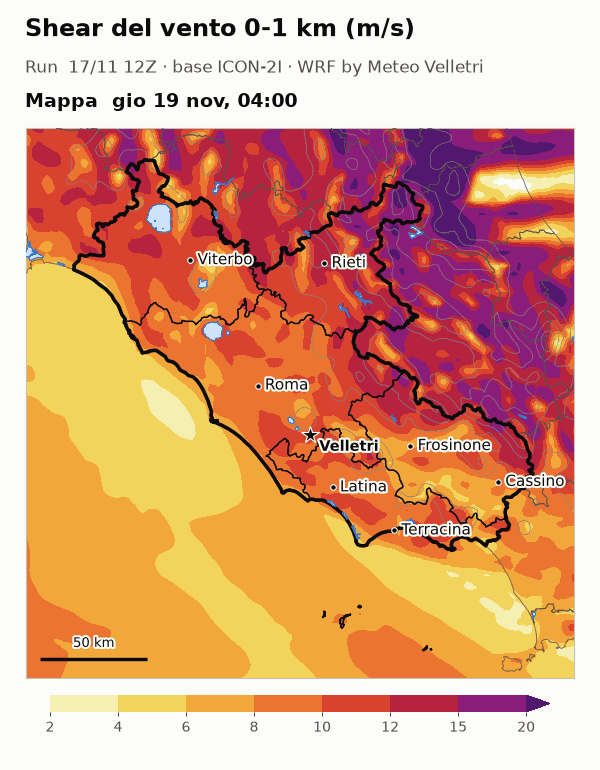 Shear del vento 0-1 km (m/s)
Run 17/11 12Z · base ICON-2I · WRF by Meteo Velletri
Mappa gio 19 nov, 04:00
Viterbo
Rieti
Roma
Velletri
Frosinone
Cassino
Latina
Terracina
50 km
2 4 6 8 10 12 15 20